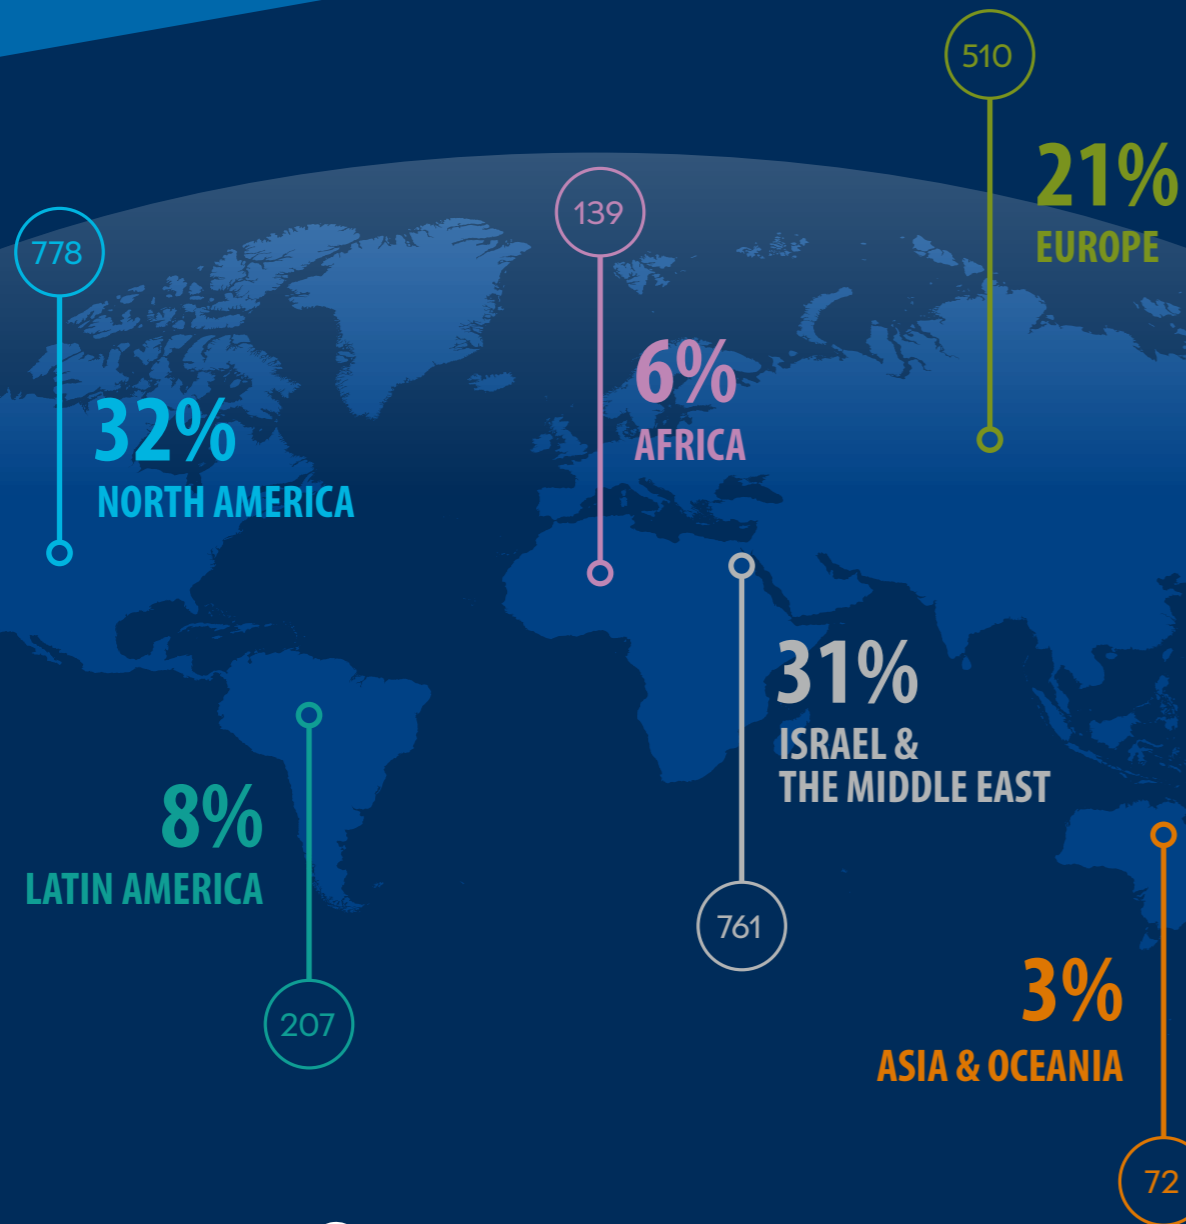 510
21%
EUROPE
139
778
6%
AFRICA
32%
NORTH AMERICA
31%
ISRAEL &
THE MIDDLE EAST
8%
LATIN AMERICA
761
207
3%
ASIA & OCEANIA
72